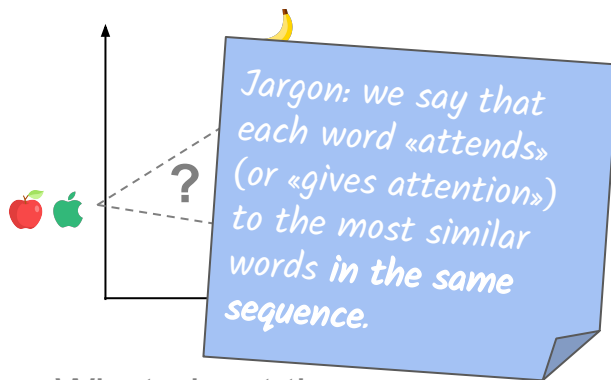 ?
Jargon: we say that
each word «attends»
(or «gives attention»)
to the most similar
words in the same
sequence.